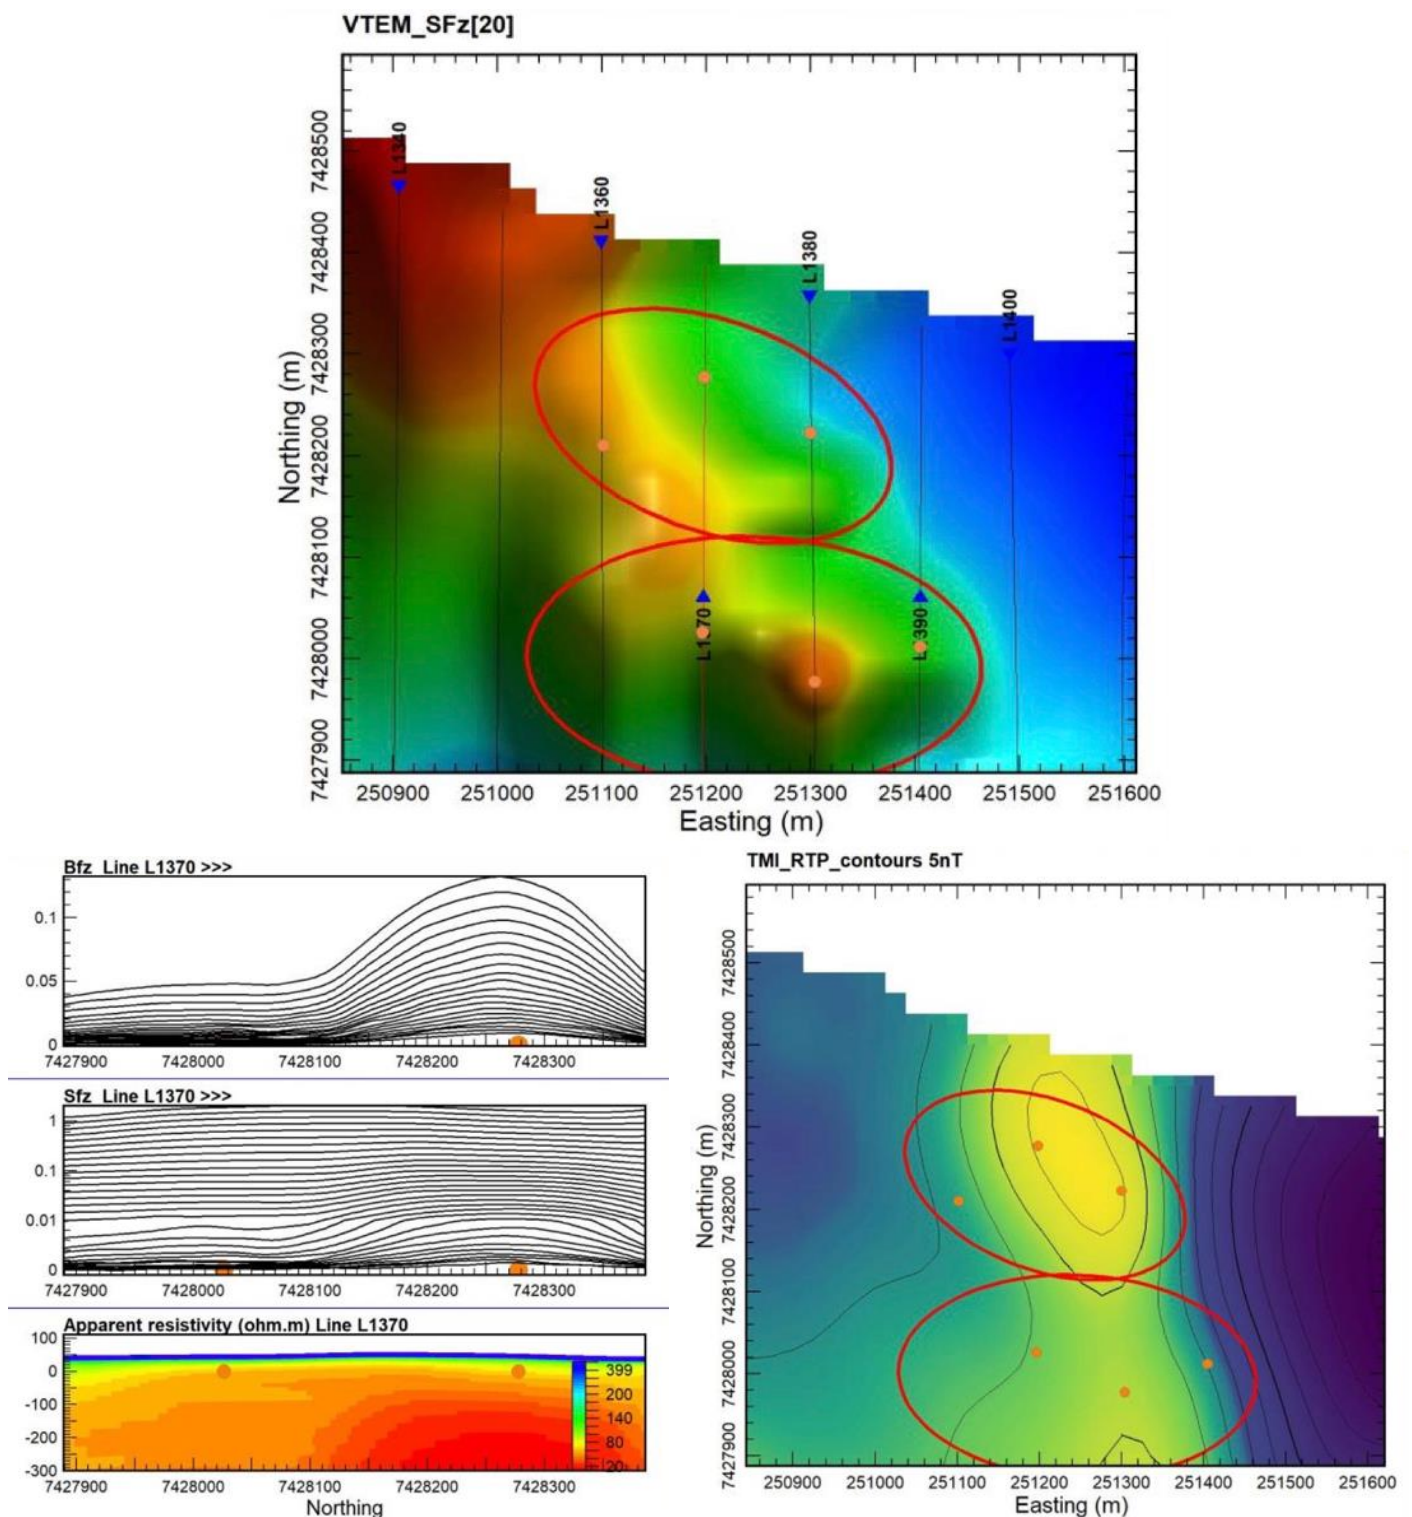 VTEM_SFz[20]
L1340
L1360
L1380
L1400
L1370
L1390
7428500
7428400
7428300
7428200
7428100
7428000
7427900
Northing (m)
250900 251000 251100 251200 251300 251400 251500 251600
Easting (m)
Bfz Line L1370 >>>
0.1
0.05
0
7427900 7428000 7428100 7428200 7428300
Sfz Line L1370 >>>
1
0.1
0.01
0
7427900 7428000 7428100 7428200 7428300
Apparent resistivity (ohm.m) Line L1370
100
0
-100
-200
-300
399
200
140
80
20
7427900 7428000 7428100 7428200 7428300
Northing
TMI_RTP_contours 5nT
7428500
7428400
7428300
7428200
7428100
7428000
7427900
Northing (m)
250900 251000 251100 251200 251300 251400 251500 251600
Easting (m)